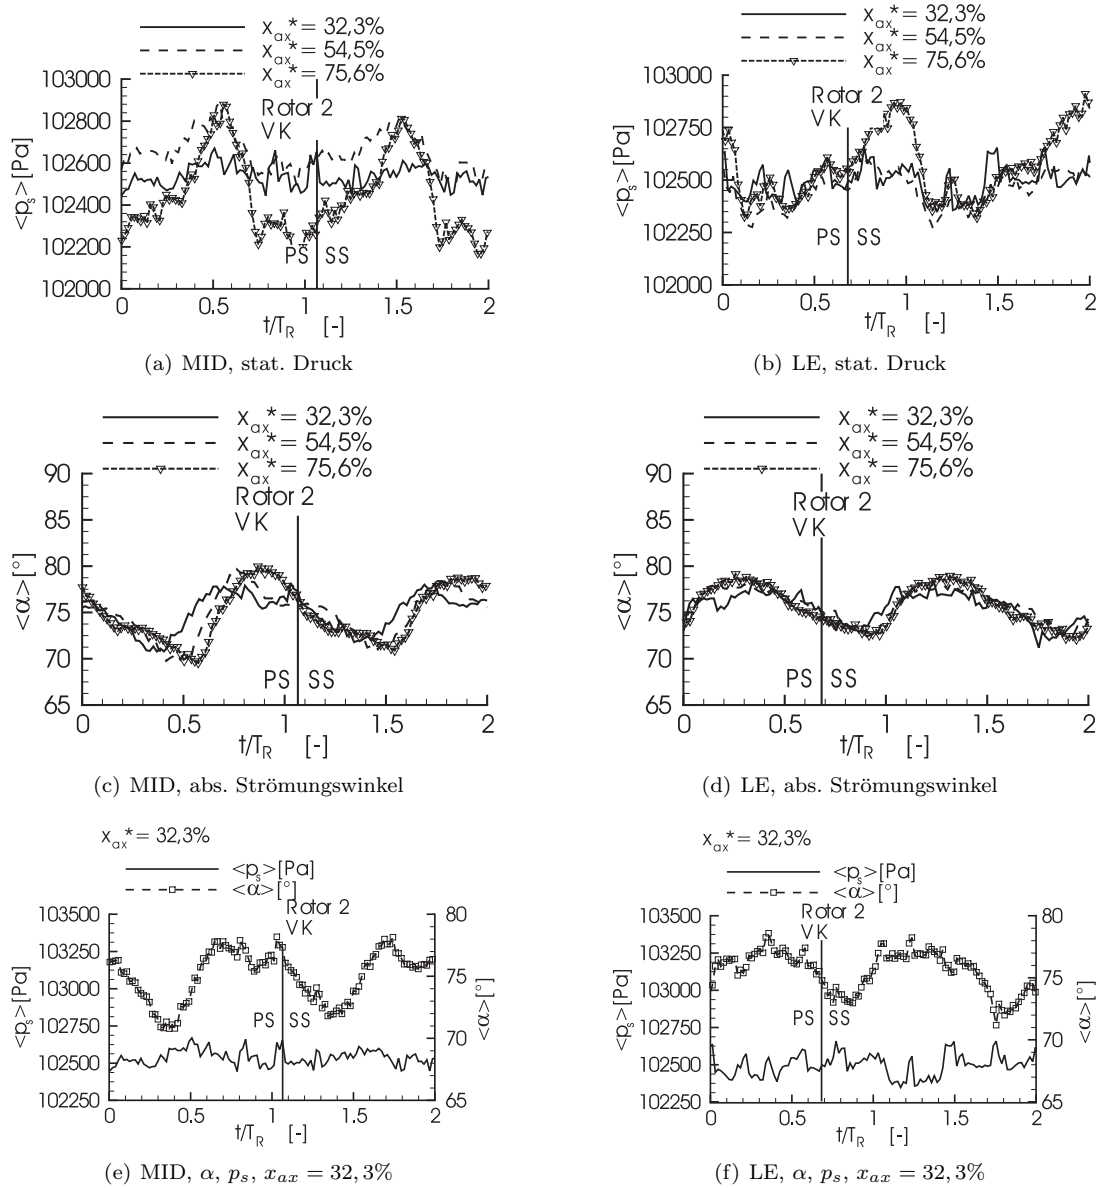 x_ax* = 32,3%
x_ax* = 54,5%
x_ax* = 75,6%
<p_s> [Pa]
103000
102800
102600
102400
102200
102000
Rotor 2
VK
PS SS
0 0.5 1 1.5 2
t/T_R [-]
(a) MID, stat. Druck
x_ax* = 32,3%
x_ax* = 54,5%
x_ax* = 75,6%
<p_s> [Pa]
103000
102750
102500
102250
102000
Rotor 2
VK
PS SS
0 0.5 1 1.5 2
t/T_R [-]
(b) LE, stat. Druck
x_ax* = 32,3%
x_ax* = 54,5%
x_ax* = 75,6%
<α> [°]
90
85
80
75
70
65
Rotor 2
VK
PS SS
0 0.5 1 1.5 2
t/T_R [-]
(c) MID, abs. Strömungswinkel
x_ax* = 32,3%
x_ax* = 54,5%
x_ax* = 75,6%
<α> [°]
90
85
80
75
70
65
Rotor 2
VK
PS SS
0 0.5 1 1.5 2
t/T_R [-]
(d) LE, abs. Strömungswinkel
x_ax* = 32,3%
<p_s> [Pa]
<α> [°]
<p_s> [Pa]
103500
103250
103000
102750
102500
102250
Rotor 2
VK
PS SS
80
75
70
65
<α> [°]
0 0.5 1 1.5 2
t/T_R [-]
(e) MID, α, p_s, x_ax = 32,3%
x_ax* = 32,3%
<p_s> [Pa]
<α> [°]
<p_s> [Pa]
103500
103250
103000
102750
102500
102250
Rotor 2
VK
PS SS
80
75
70
65
<α> [°]
0 0.5 1 1.5 2
t/T_R [-]
(f) LE, α, p_s, x_ax = 32,3%